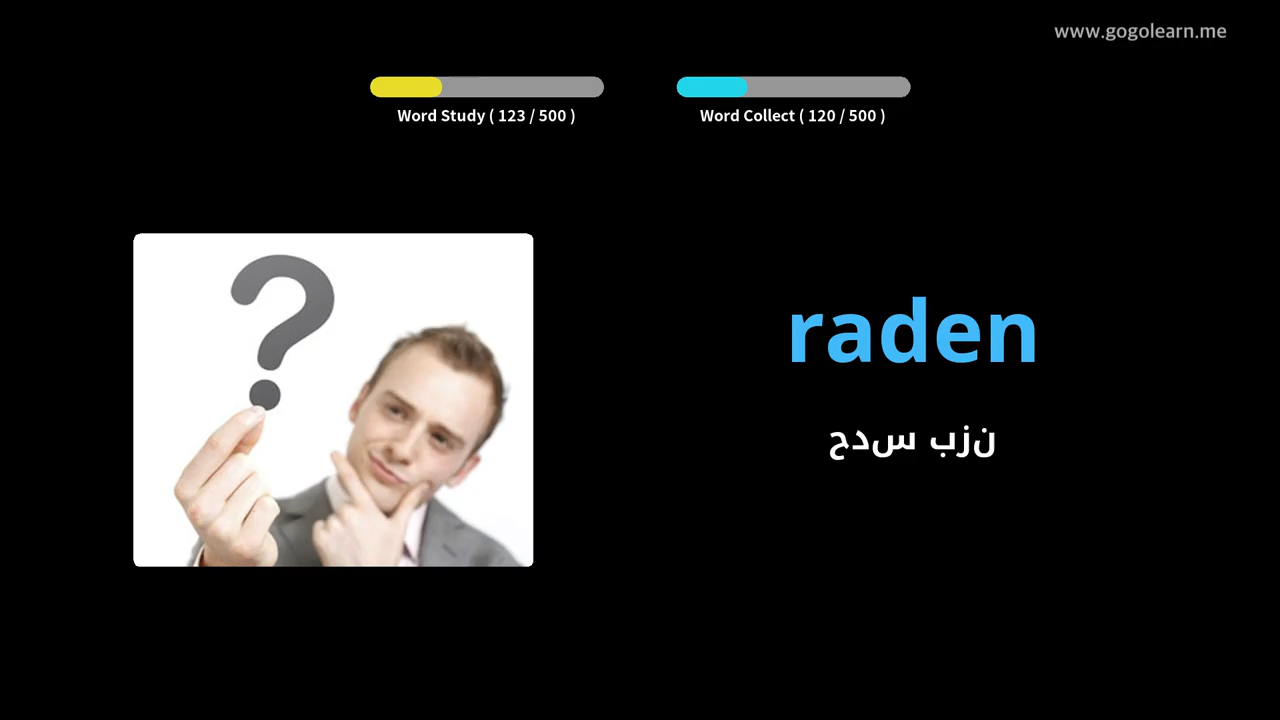 www.gogolearn.me
Word Study ( 123 / 500 )
Word Collect ( 120 / 500 )
raden
نزب سدح